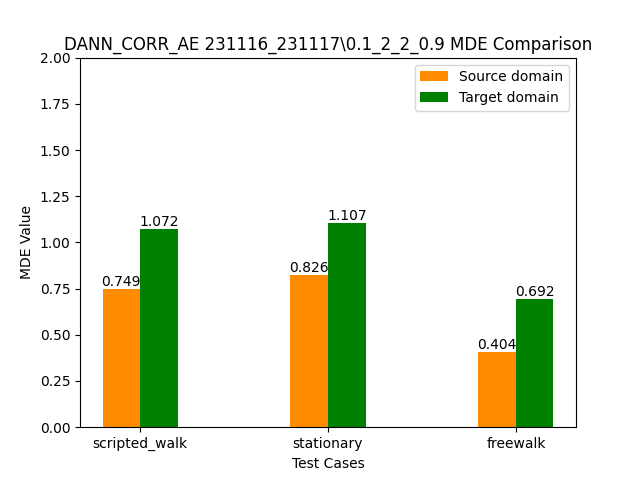 DANN_CORR_AE 231116_231117\0.1_2_2_0.9 MDE Comparison
2.00
1.75
1.50
1.25
1.00
0.75
0.50
0.25
0.00
MDE Value
Source domain
Target domain
0.749
1.072
0.826
1.107
0.404
0.692
scripted_walk
stationary
freewalk
Test Cases